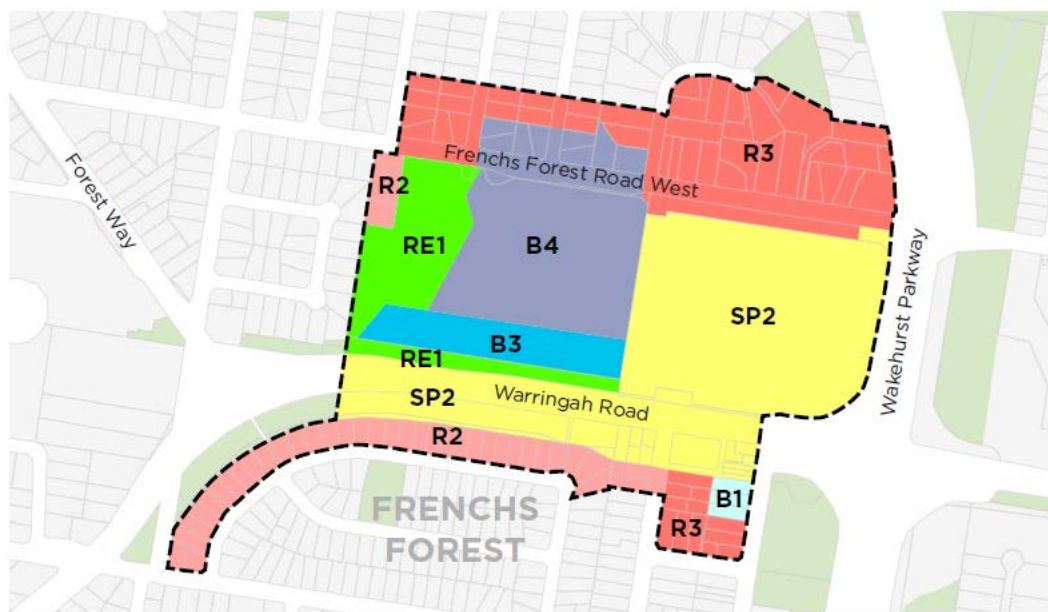 R3
Frenchs Forest Road West
Forest Way
R2
RE1
B4
Wakehurst Parkway
SP2
B3
RE1
SP2
Warringah Road
R2
B1
FRENCHS
FOREST
R3